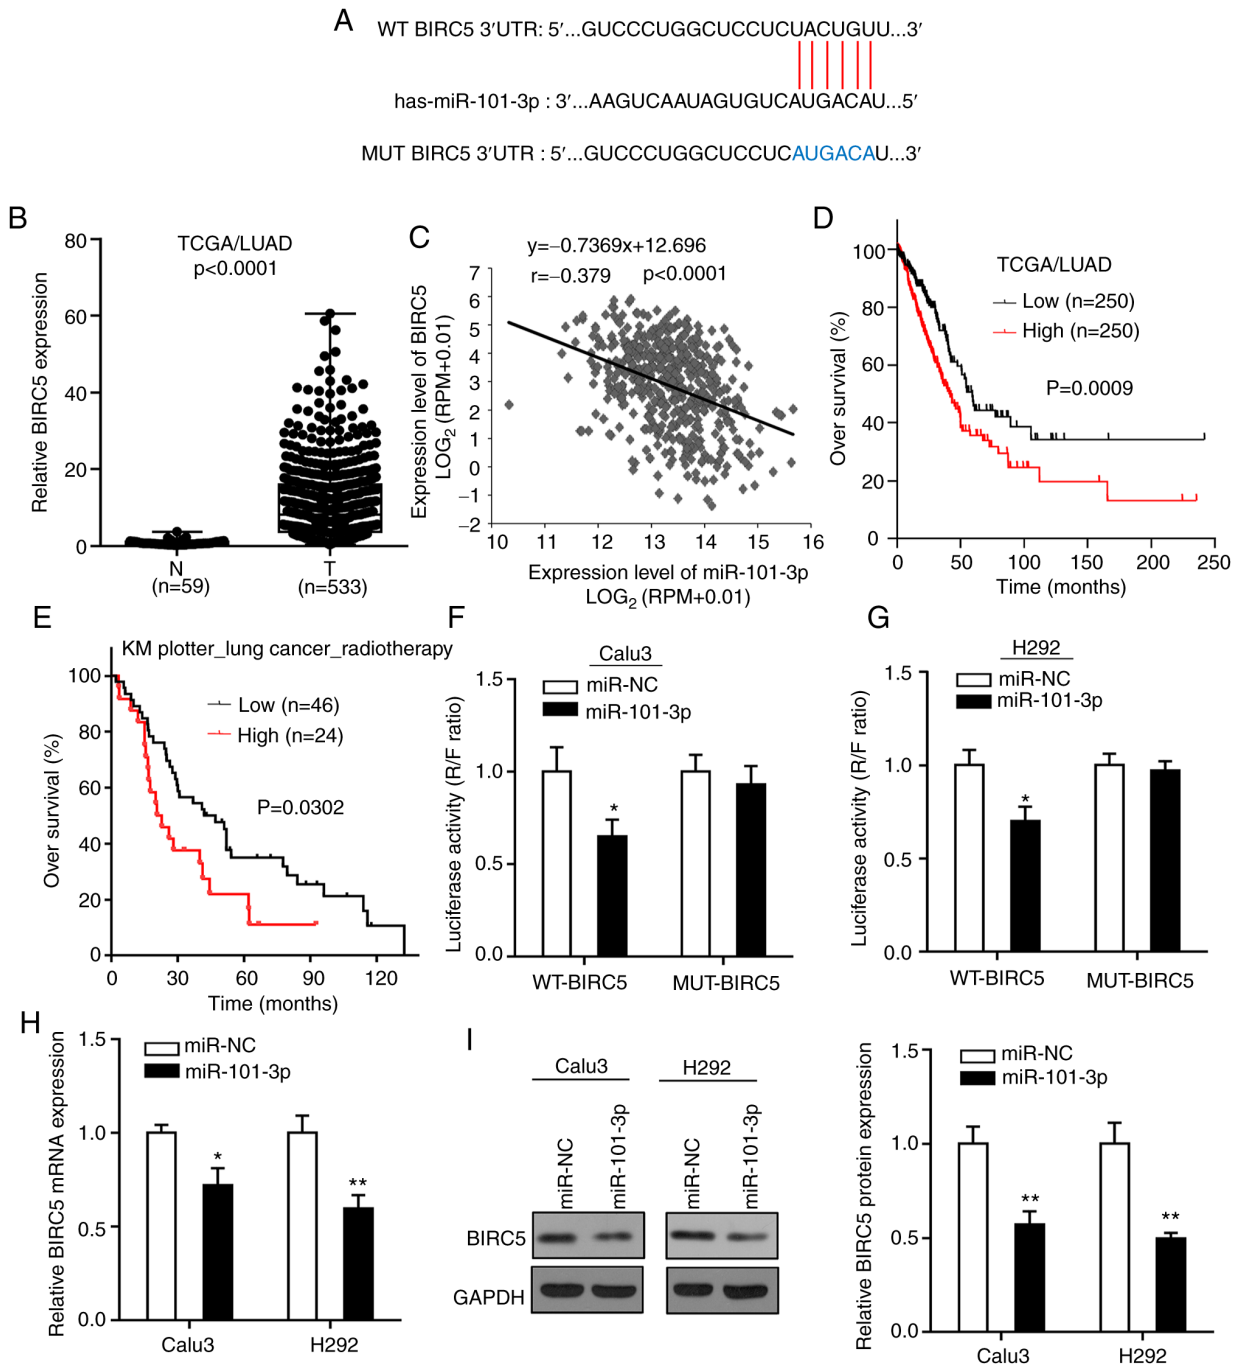 A
WT BIRC5 3′UTR: 5′...GUCCCUGGCUCCUCUACUGUU...3′
has-miR-101-3p : 3′...AAGUCAAUAGUGUCAUGACAU...5′
MUT BIRC5 3′UTR : 5′...GUCCCUGGCUCCUCAUGACAU...3′
B
TCGA/LUAD
p<0.0001
Relative BIRC5 expression
80
60
40
20
0
N
(n=59)
T
(n=533)
C
y=−0.7369x+12.696
r=−0.379 p<0.0001
Expression level of BIRC5
LOG2 (RPM+0.01)
7
6
5
4
3
2
1
0
−1
−2
10 11 12 13 14 15 16
Expression level of miR-101-3p
LOG2 (RPM+0.01)
D
TCGA/LUAD
Low (n=250)
High (n=250)
P=0.0009
Over survival (%)
100
80
60
40
20
0
0 50 100 150 200 250
Time (months)
E
KM plotter_lung cancer_radiotherapy
Low (n=46)
High (n=24)
P=0.0302
Over survival (%)
100
80
60
40
20
0
0 30 60 90 120
Time (months)
F
Calu3
miR-NC
miR-101-3p
Luciferase activity (R/F ratio)
1.5
1.0
0.5
0.0
*
WT-BIRC5 MUT-BIRC5
G
H292
miR-NC
miR-101-3p
Luciferase activity (R/F ratio)
1.5
1.0
0.5
0.0
*
WT-BIRC5 MUT-BIRC5
H
miR-NC
miR-101-3p
Relative BIRC5 mRNA expression
1.5
1.0
0.5
0.0
*
**
Calu3 H292
I
Calu3 H292
miR-NC
miR-101-3p
miR-NC
miR-101-3p
BIRC5
GAPDH
miR-NC
miR-101-3p
Relative BIRC5 protein expression
1.5
1.0
0.5
0.0
**
**
Calu3 H292